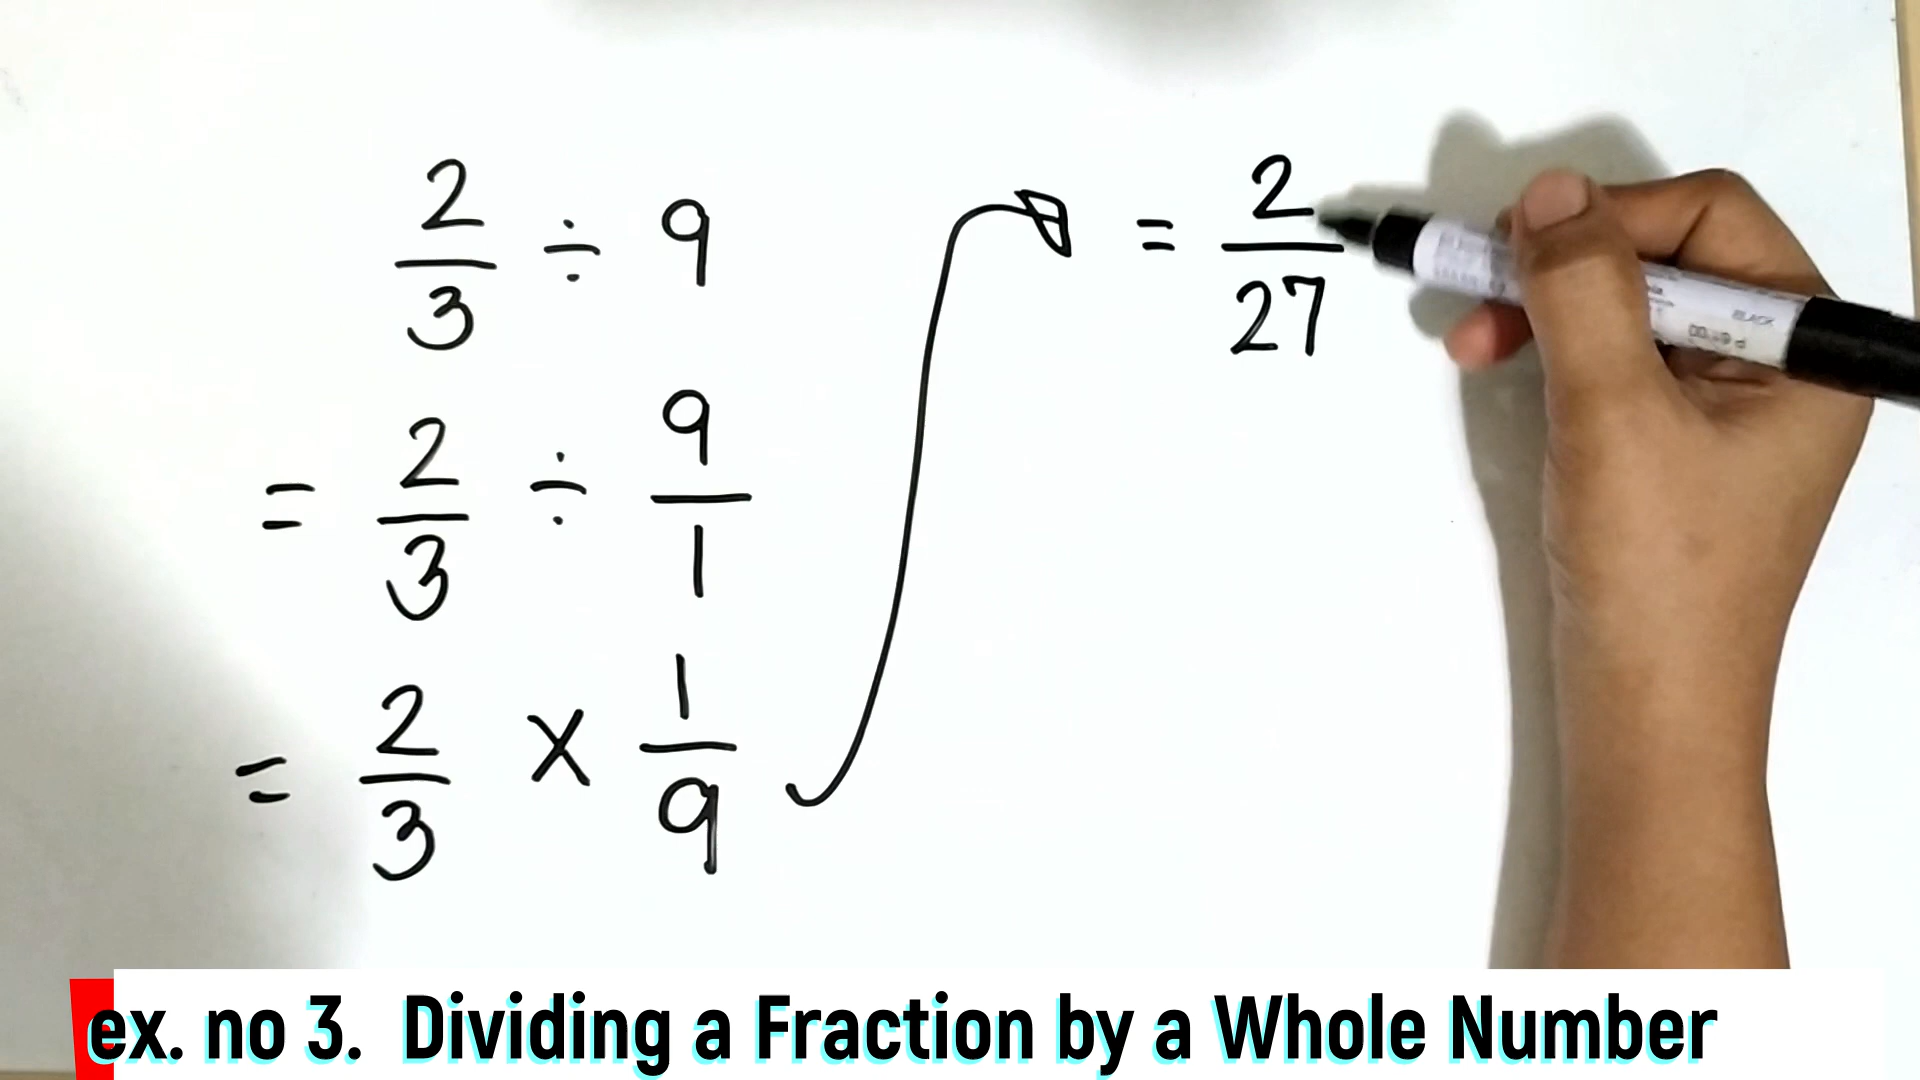 2/3 ÷ 9
= 2/3 ÷ 9/1
= 2/3 × 1/9
= 2/27
BLACK
ex. no 3. Dividing a Fraction by a Whole Number